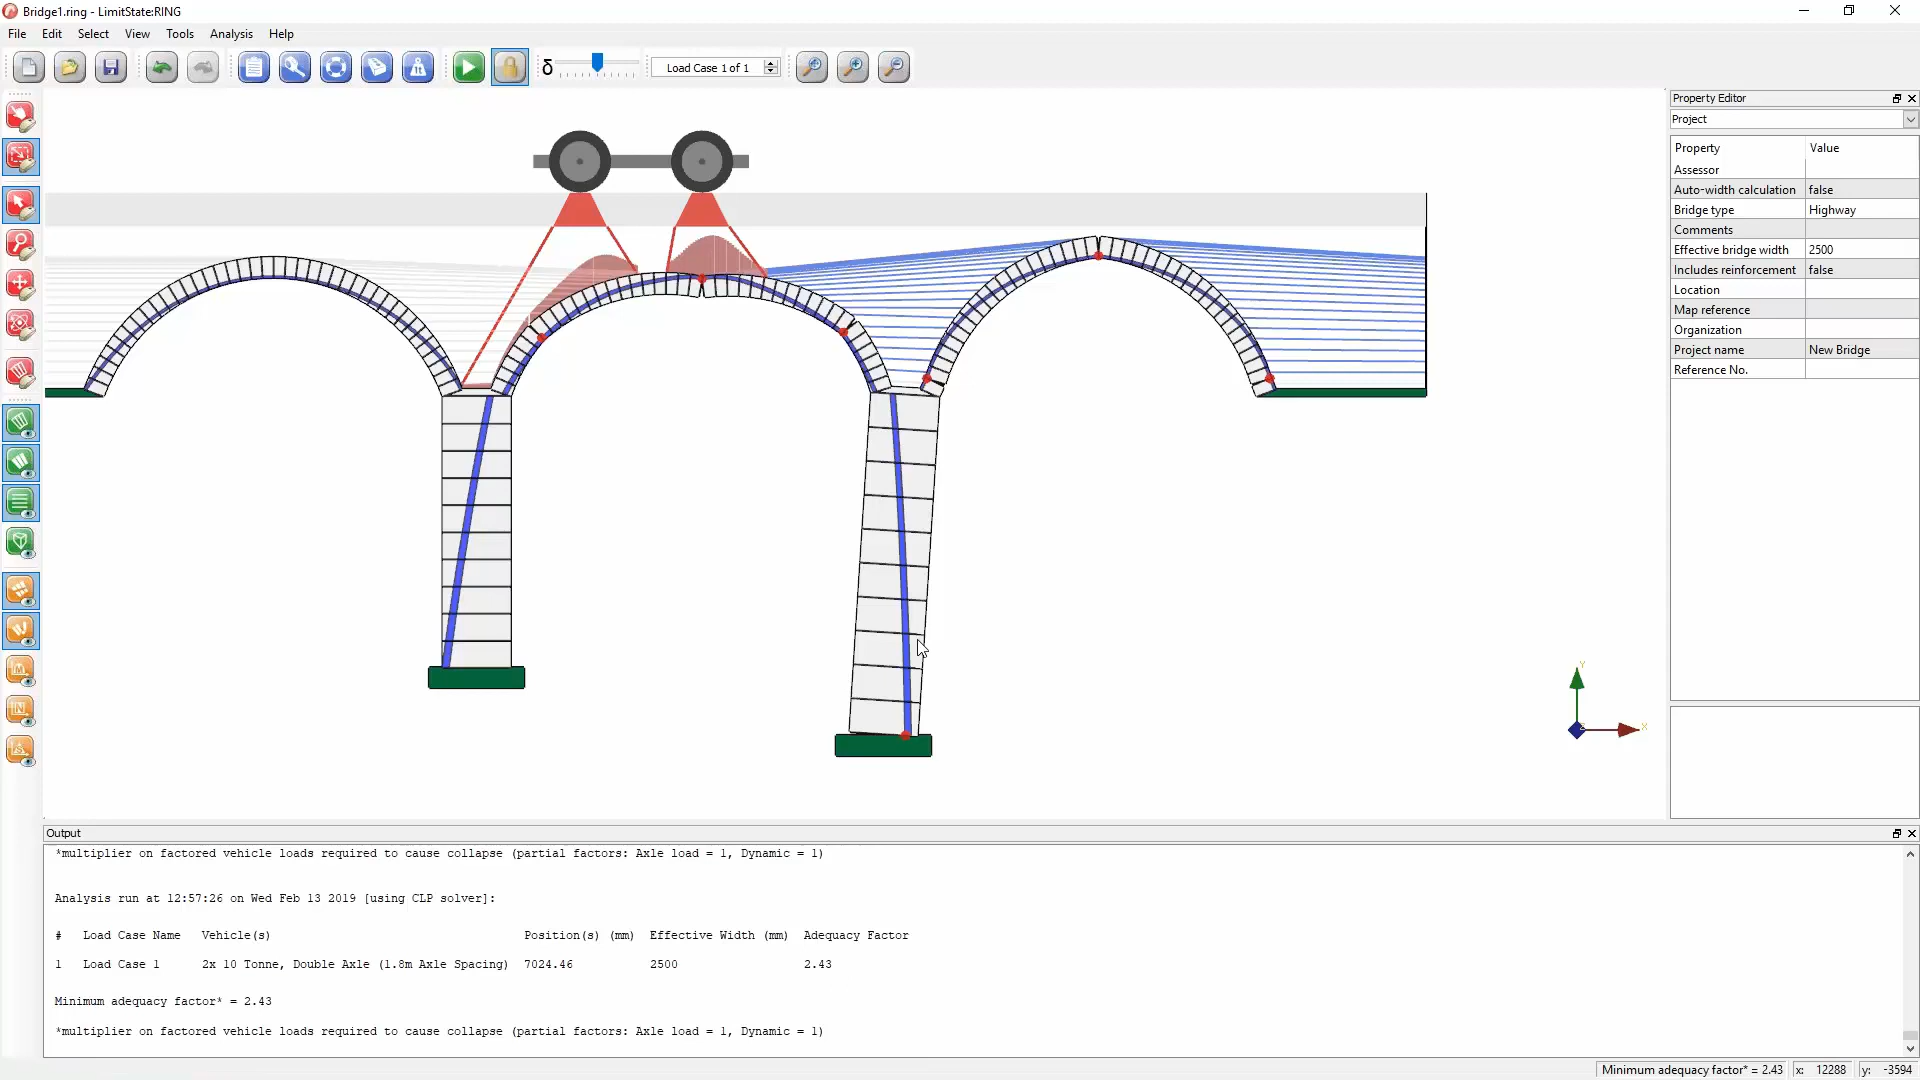 Bridge1.ring - LimitState:RING
File Edit Select View Tools Analysis Help
δ Load Case 1 of 1
Property Editor
Project
Property Value
Assessor
Auto-width calculation false
Bridge type Highway
Comments
Effective bridge width 2500
Includes reinforcement false
Location
Map reference
Organization
Project name New Bridge
Reference No.
Y
X
Output
*multiplier on factored vehicle loads required to cause collapse (partial factors: Axle load = 1, Dynamic = 1)
Analysis run at 12:57:26 on Wed Feb 13 2019 [using CLP solver]:
# Load Case Name Vehicle(s) Position(s) (mm) Effective Width (mm) Adequacy Factor
1 Load Case 1 2x 10 Tonne, Double Axle (1.8m Axle Spacing) 7024.46 2500 2.43
Minimum adequacy factor* = 2.43
*multiplier on factored vehicle loads required to cause collapse (partial factors: Axle load = 1, Dynamic = 1)
Minimum adequacy factor* = 2.43 x: 12288 y: -3594